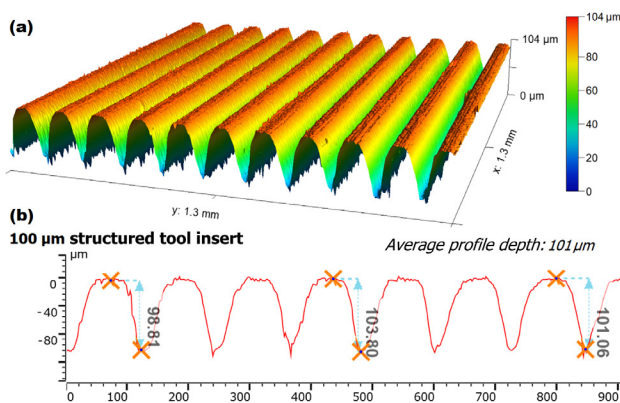 (a)
104 µm
104 µm
80
60
40
20
0
0 µm
x: 1.3 mm
y: 1.3 mm
(b)
100 µm structured tool insert
Average profile depth: 101 µm
µm
0
-40
-80
98.81
103.80
101.06
0 100 200 300 400 500 600 700 800 900